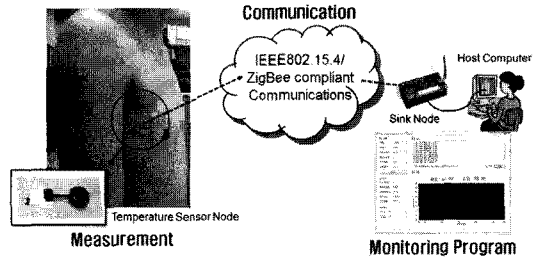 Communication
IEEE802.15.4/
ZigBee compliant
Communications
Host Computer
Sink Node
Temperature Sensor Node
Measurement
Monitoring Program